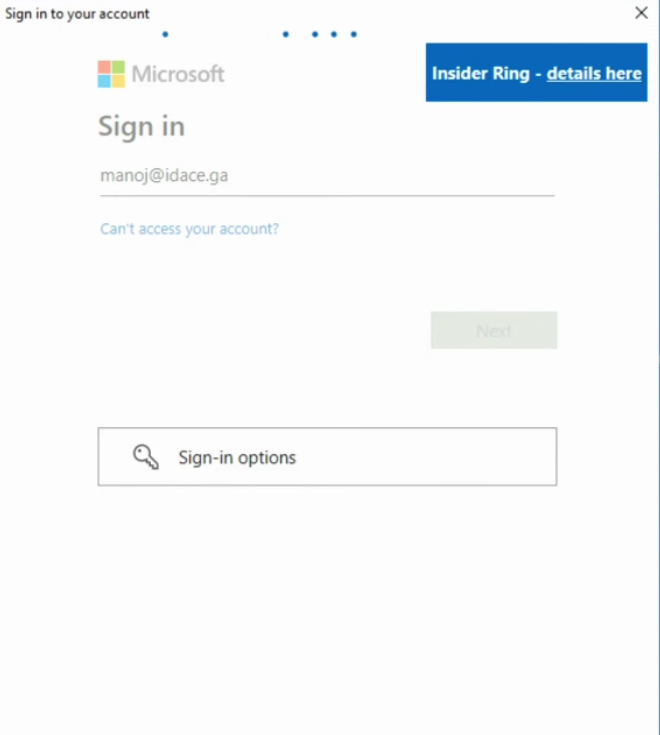 Sign in to your account
Microsoft
Insider Ring - details here
Sign in
manoj@idace.ga
Can't access your account?
Next
Sign-in options